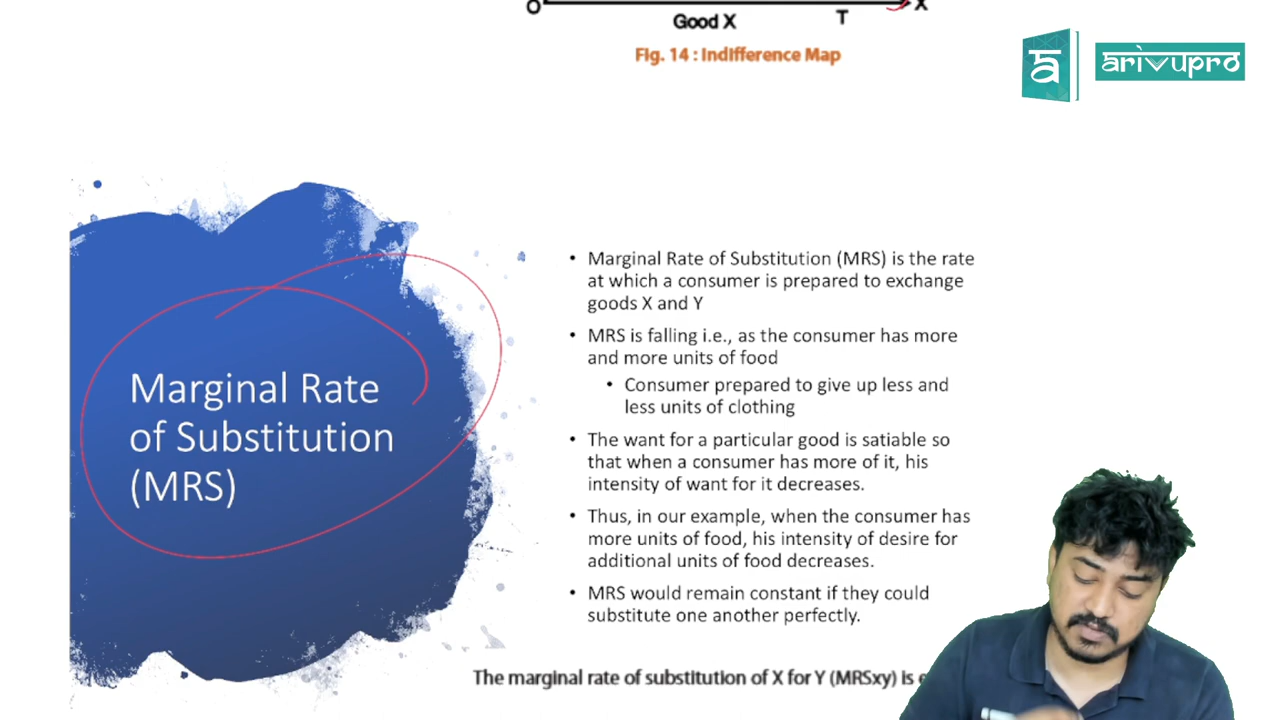 O
X
Good X
T
Fig. 14 : Indifference Map
arivupro
Marginal Rate
of Substitution
(MRS)
• Marginal Rate of Substitution (MRS) is the rate
at which a consumer is prepared to exchange
goods X and Y
• MRS is falling i.e., as the consumer has more
and more units of food
• Consumer prepared to give up less and
less units of clothing
• The want for a particular good is satiable so
that when a consumer has more of it, his
intensity of want for it decreases.
• Thus, in our example, when the consumer has
more units of food, his intensity of desire for
additional units of food decreases.
• MRS would remain constant if they could
substitute one another perfectly.
The marginal rate of substitution of X for Y (MRSxy) is